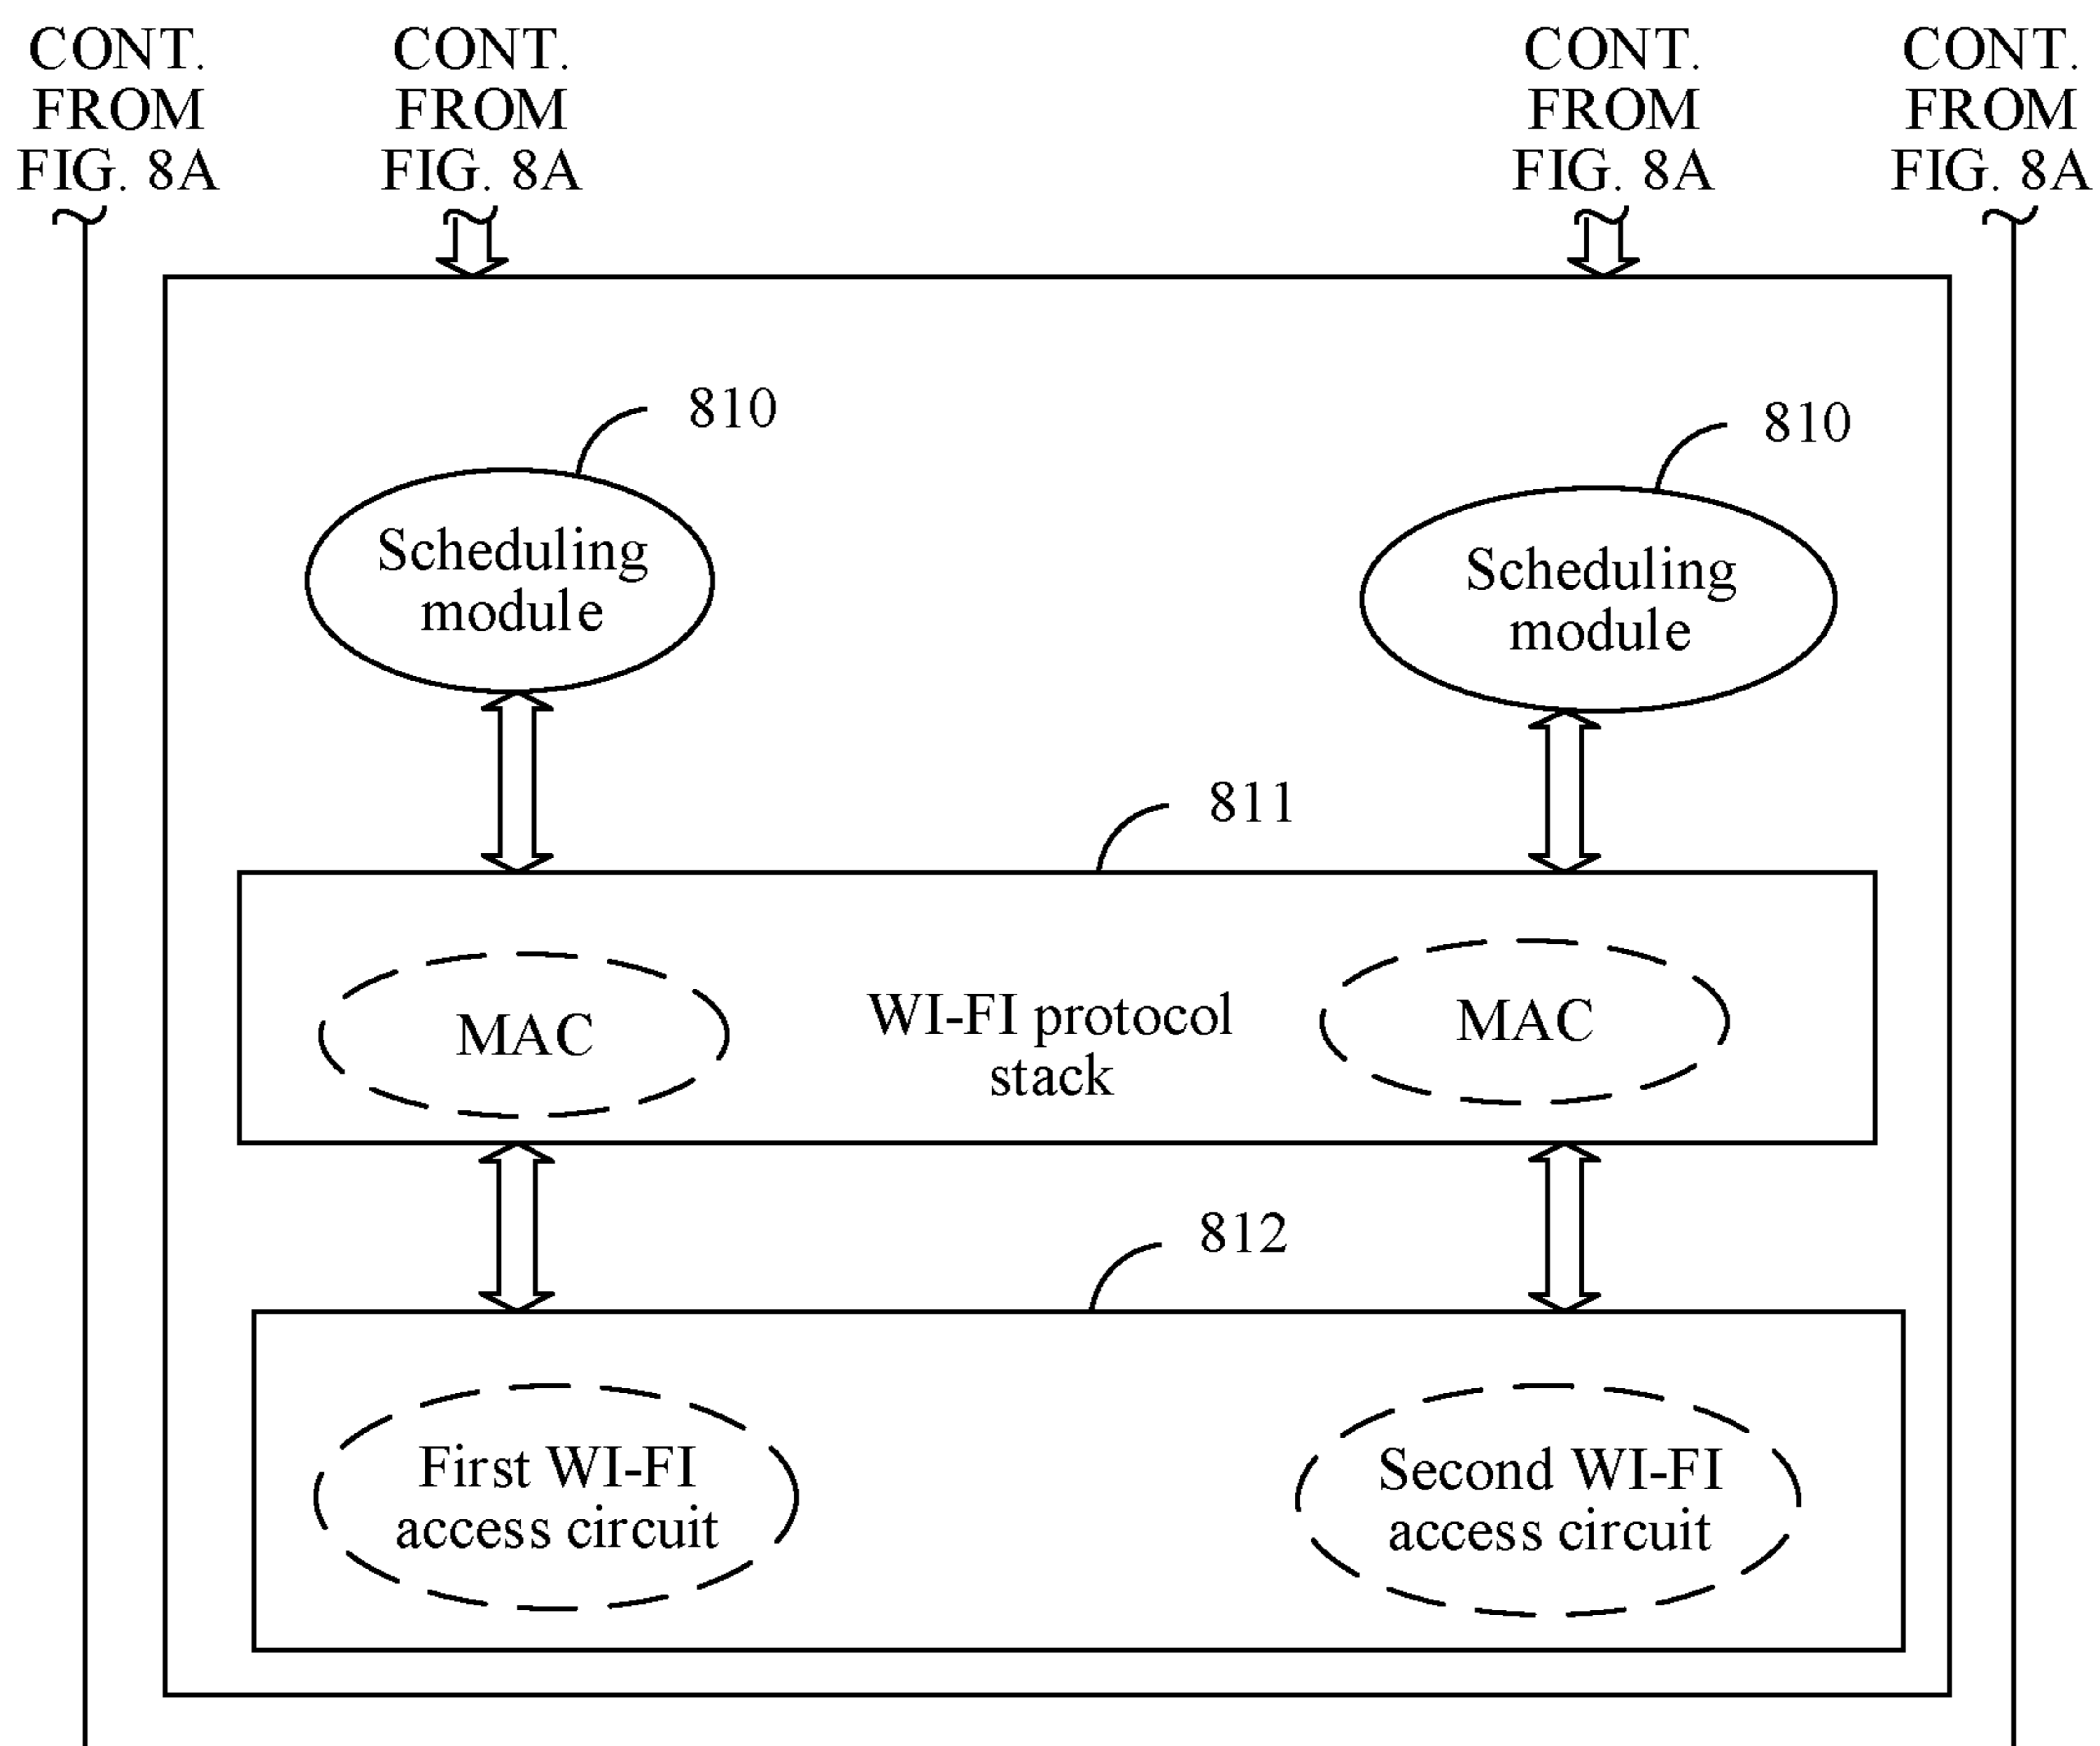 CONT.
FROM
FIG. 8A
CONT.
FROM
FIG. 8A
CONT.
FROM
FIG. 8A
CONT.
FROM
FIG. 8A
810
Scheduling
module
810
Scheduling
module
811
MAC
WI-FI protocol
stack
MAC
812
First WI-FI
access circuit
Second WI-FI
access circuit